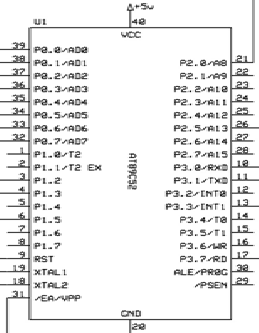 +5v
U1
40
VCC
39 P0.0/AD0 P2.0/A8 21
38 P0.1/AD1 P2.1/A9 22
37 P0.2/AD2 P2.2/A10 23
36 P0.3/AD3 P2.3/A11 24
35 P0.4/AD4 P2.4/A12 25
34 P0.5/AD5 P2.5/A13 26
33 P0.6/AD6 P2.6/A14 27
32 P0.7/AD7 P2.7/A15 28
1 P1.0/T2 P3.0/RXD 10
2 P1.1/T2 EX P3.1/TXD 11
3 P1.2 P3.2/INT0 12
4 P1.3 P3.3/INT1 13
5 P1.4 P3.4/T0 14
6 P1.5 P3.5/T1 15
7 P1.6 P3.6/WR 16
8 P1.7 P3.7/RD 17
9 RST ALE/PROG 30
19 XTAL1 /PSEN 29
18 XTAL2
31 /EA/VPP
AT89C52
GND
20